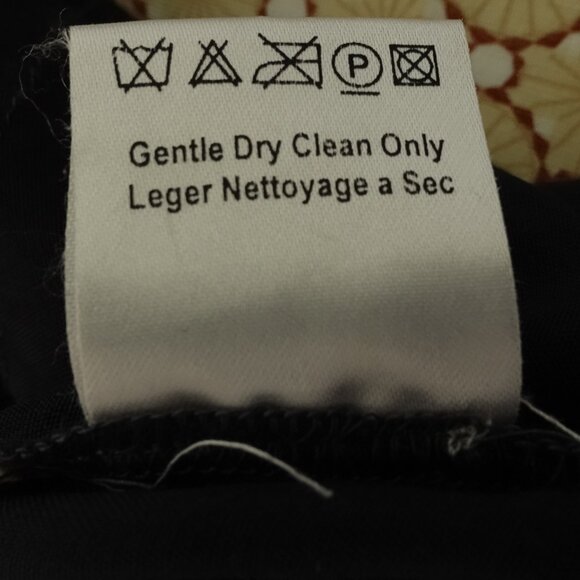 P
Gentle Dry Clean Only
Leger Nettoyage a Sec